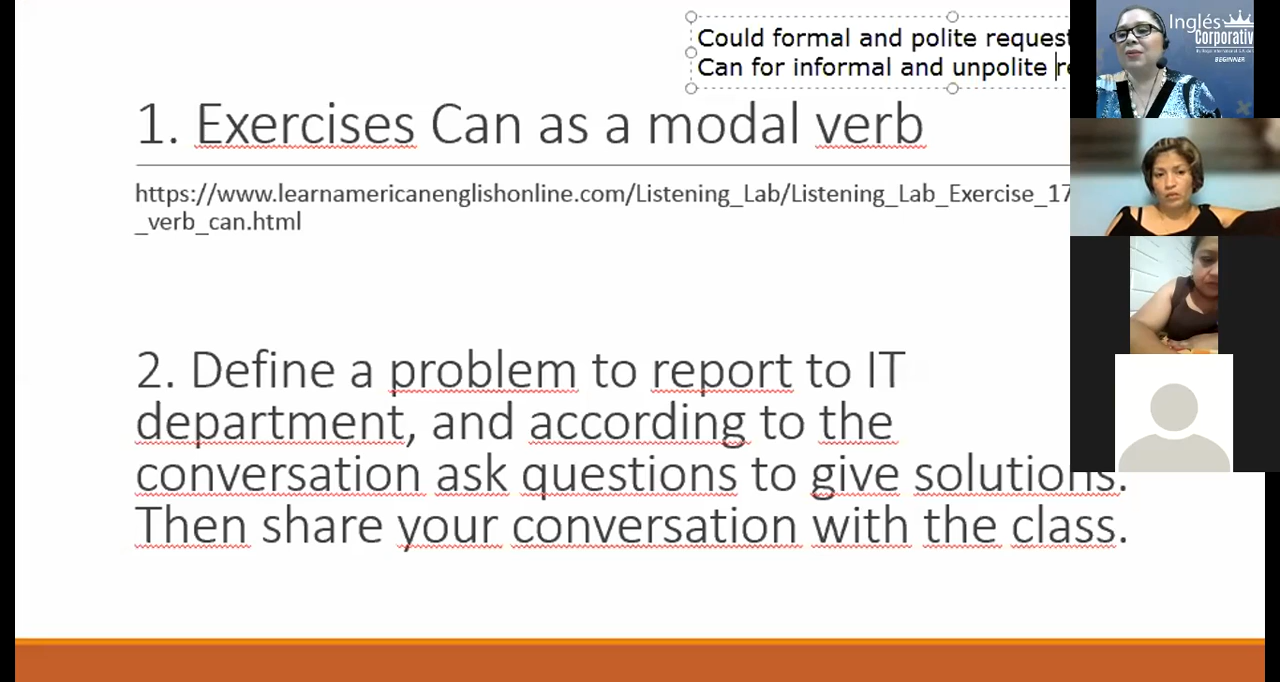 Could formal and polite request
Can for informal and unpolite
1. Exercises Can as a modal verb
https://www.learnamericanenglishonline.com/Listening_Lab/Listening_Lab_Exercise_17
_verb_can.html
2. Define a problem to report to IT
department, and according to the
conversation ask questions to give solutions.
Then share your conversation with the class.
Inglés
Corporativo
BEGINNER